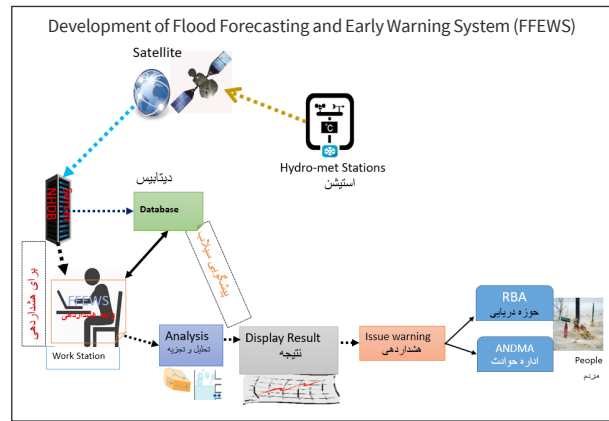 Development of Flood Forecasting and Early Warning System (FFEWS)
Satellite
Hydro-met Stations
استیشن
دیتابیس
Database
NHDB
پیشگویی سیلاب
برای هشداردهی
FFEWS
هشداردهی
Work Station
Analysis
تحلیل و تجزیه
Display Result
نتیجه
Issue warning
هشداردهی
RBA
حوزه دریایی
ANDMA
اداره حوادث
People
مردم
°C